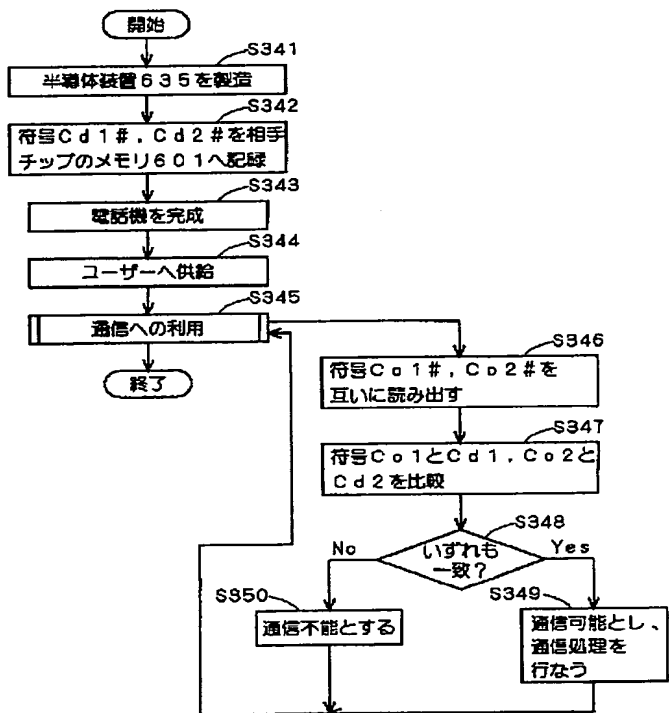 開始
S341
半導体装置635を製造
S342
符号Cd1#,Cd2#を相手
チップのメモリ601へ記録
S343
電話機を完成
S344
ユーザーへ供給
S345
通信への利用
終了
S346
符号Co1#,Co2#を
互いに読み出す
S347
符号Co1とCd1,Co2と
Cd2を比較
S348
いずれも
一致?
No
Yes
S350
通信不能とする
S349
通信可能とし、
通信処理を
行なう